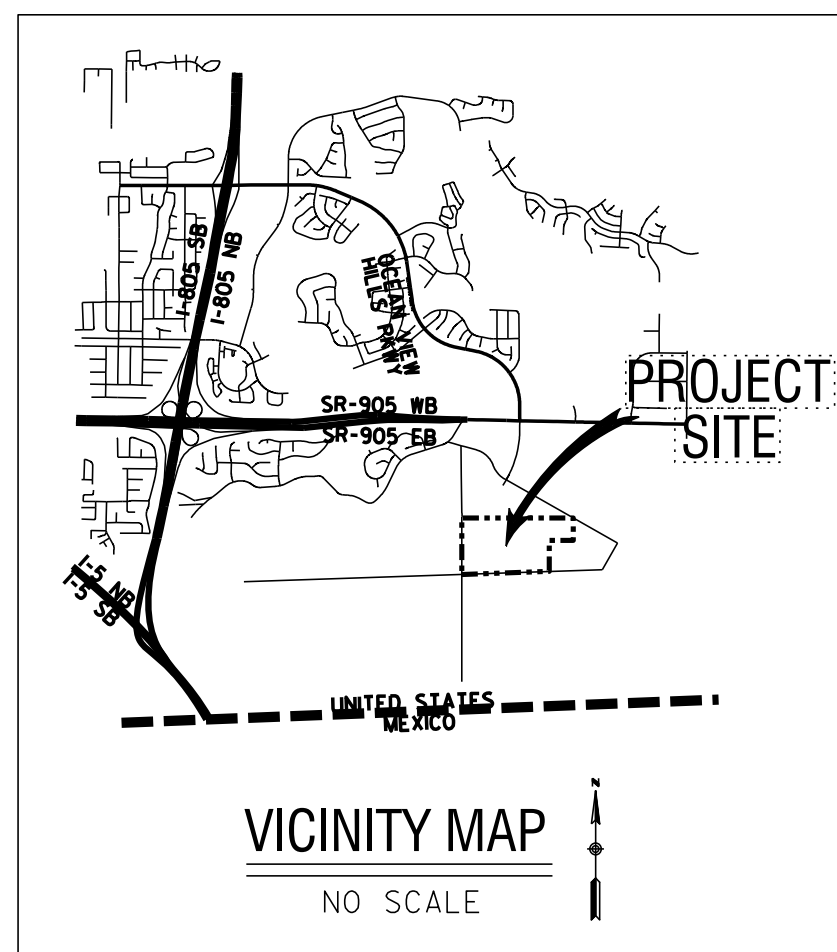 I-805 SB
I-805 NB
OCEAN VIEW
HILLS PKWY
PROJECT
SITE
SR-905 WB
SR-905 EB
I-5 NB
I-5 SB
UNITED STATES
MEXICO
VICINITY MAP
NO SCALE
N